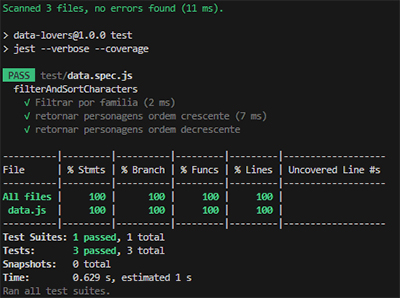 Scanned 3 files, no errors found (11 ms).
> data-lovers@1.0.0 test
> jest --verbose --coverage
PASS test/data.spec.js
filterAndSortCharacters
√ Filtrar por familia (2 ms)
√ retornar personagens ordem crescente (7 ms)
√ retornar personagens ordem decrescente
----------|---------|----------|---------|---------|-------------------
File      | % Stmts | % Branch | % Funcs | % Lines | Uncovered Line #s
----------|---------|----------|---------|---------|-------------------
All files |     100 |      100 |     100 |     100 |
data.js  |     100 |      100 |     100 |     100 |
----------|---------|----------|---------|---------|-------------------
Test Suites: 1 passed, 1 total
Tests:       3 passed, 3 total
Snapshots:   0 total
Time:        0.629 s, estimated 1 s
Ran all test suites.